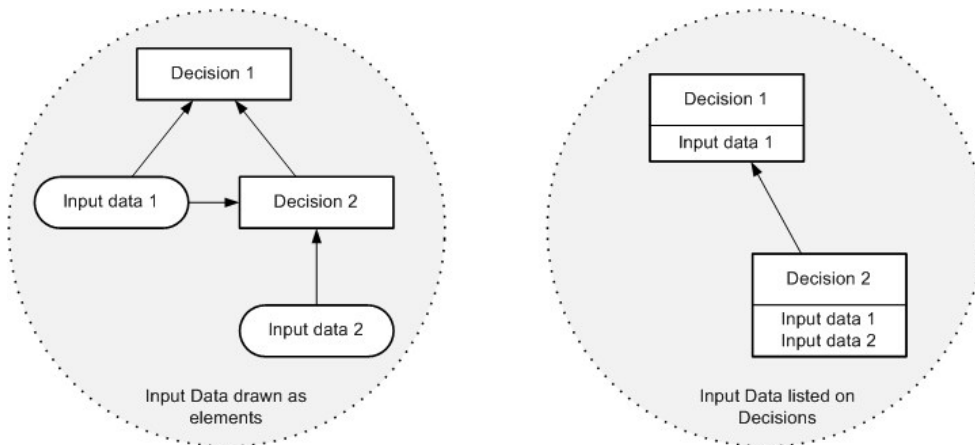 Decision 1
Input data 1
Decision 2
Input data 2
Input Data drawn as
elements
Decision 1
Input data 1
Decision 2
Input data 1
Input data 2
Input Data listed on
Decisions